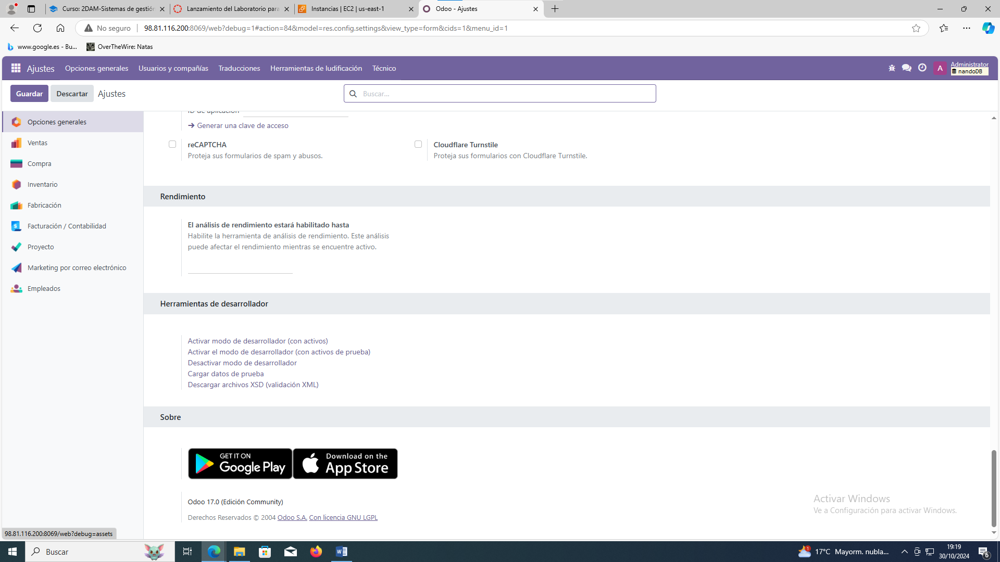 Curso: 2DAM-Sistemas de gestión
Lanzamiento del Laboratorio para
Instancias | EC2 | us-east-1
Odoo - Ajustes
No seguro
98.81.116.200:8069/web?debug=1#action=84&model=res.config.settings&view_type=form&cids=1&menu_id=1
www.google.es - Bu...
OverTheWire: Natas
Ajustes
Opciones generales
Usuarios y compañías
Traducciones
Herramientas de ludificación
Técnico
A
Administrator
nandoDB
Guardar
Descartar
Ajustes
Buscar...
Opciones generales
Ventas
Compra
Inventario
Fabricación
Facturación / Contabilidad
Proyecto
Marketing por correo electrónico
Empleados
ID de aplicación
Generar una clave de acceso
reCAPTCHA
Proteja sus formularios de spam y abusos.
Cloudflare Turnstile
Proteja sus formularios con Cloudflare Turnstile.
Rendimiento
El análisis de rendimiento estará habilitado hasta
Habilite la herramienta de análisis de rendimiento. Este análisis
puede afectar el rendimiento mientras se encuentre activo.
Herramientas de desarrollador
Activar modo de desarrollador (con activos)
Activar el modo de desarrollador (con activos de prueba)
Desactivar modo de desarrollador
Cargar datos de prueba
Descargar archivos XSD (validación XML)
Sobre
GET IT ON
Google Play
Download on the
App Store
Odoo 17.0 (Edición Community)
Derechos Reservados © 2004 Odoo S.A. Con licencia GNU LGPL
Activar Windows
Ve a Configuración para activar Windows.
98.81.116.200:8069/web?debug=assets
Buscar
1
17°C Mayorm. nubla...
19:19
30/10/2024
6